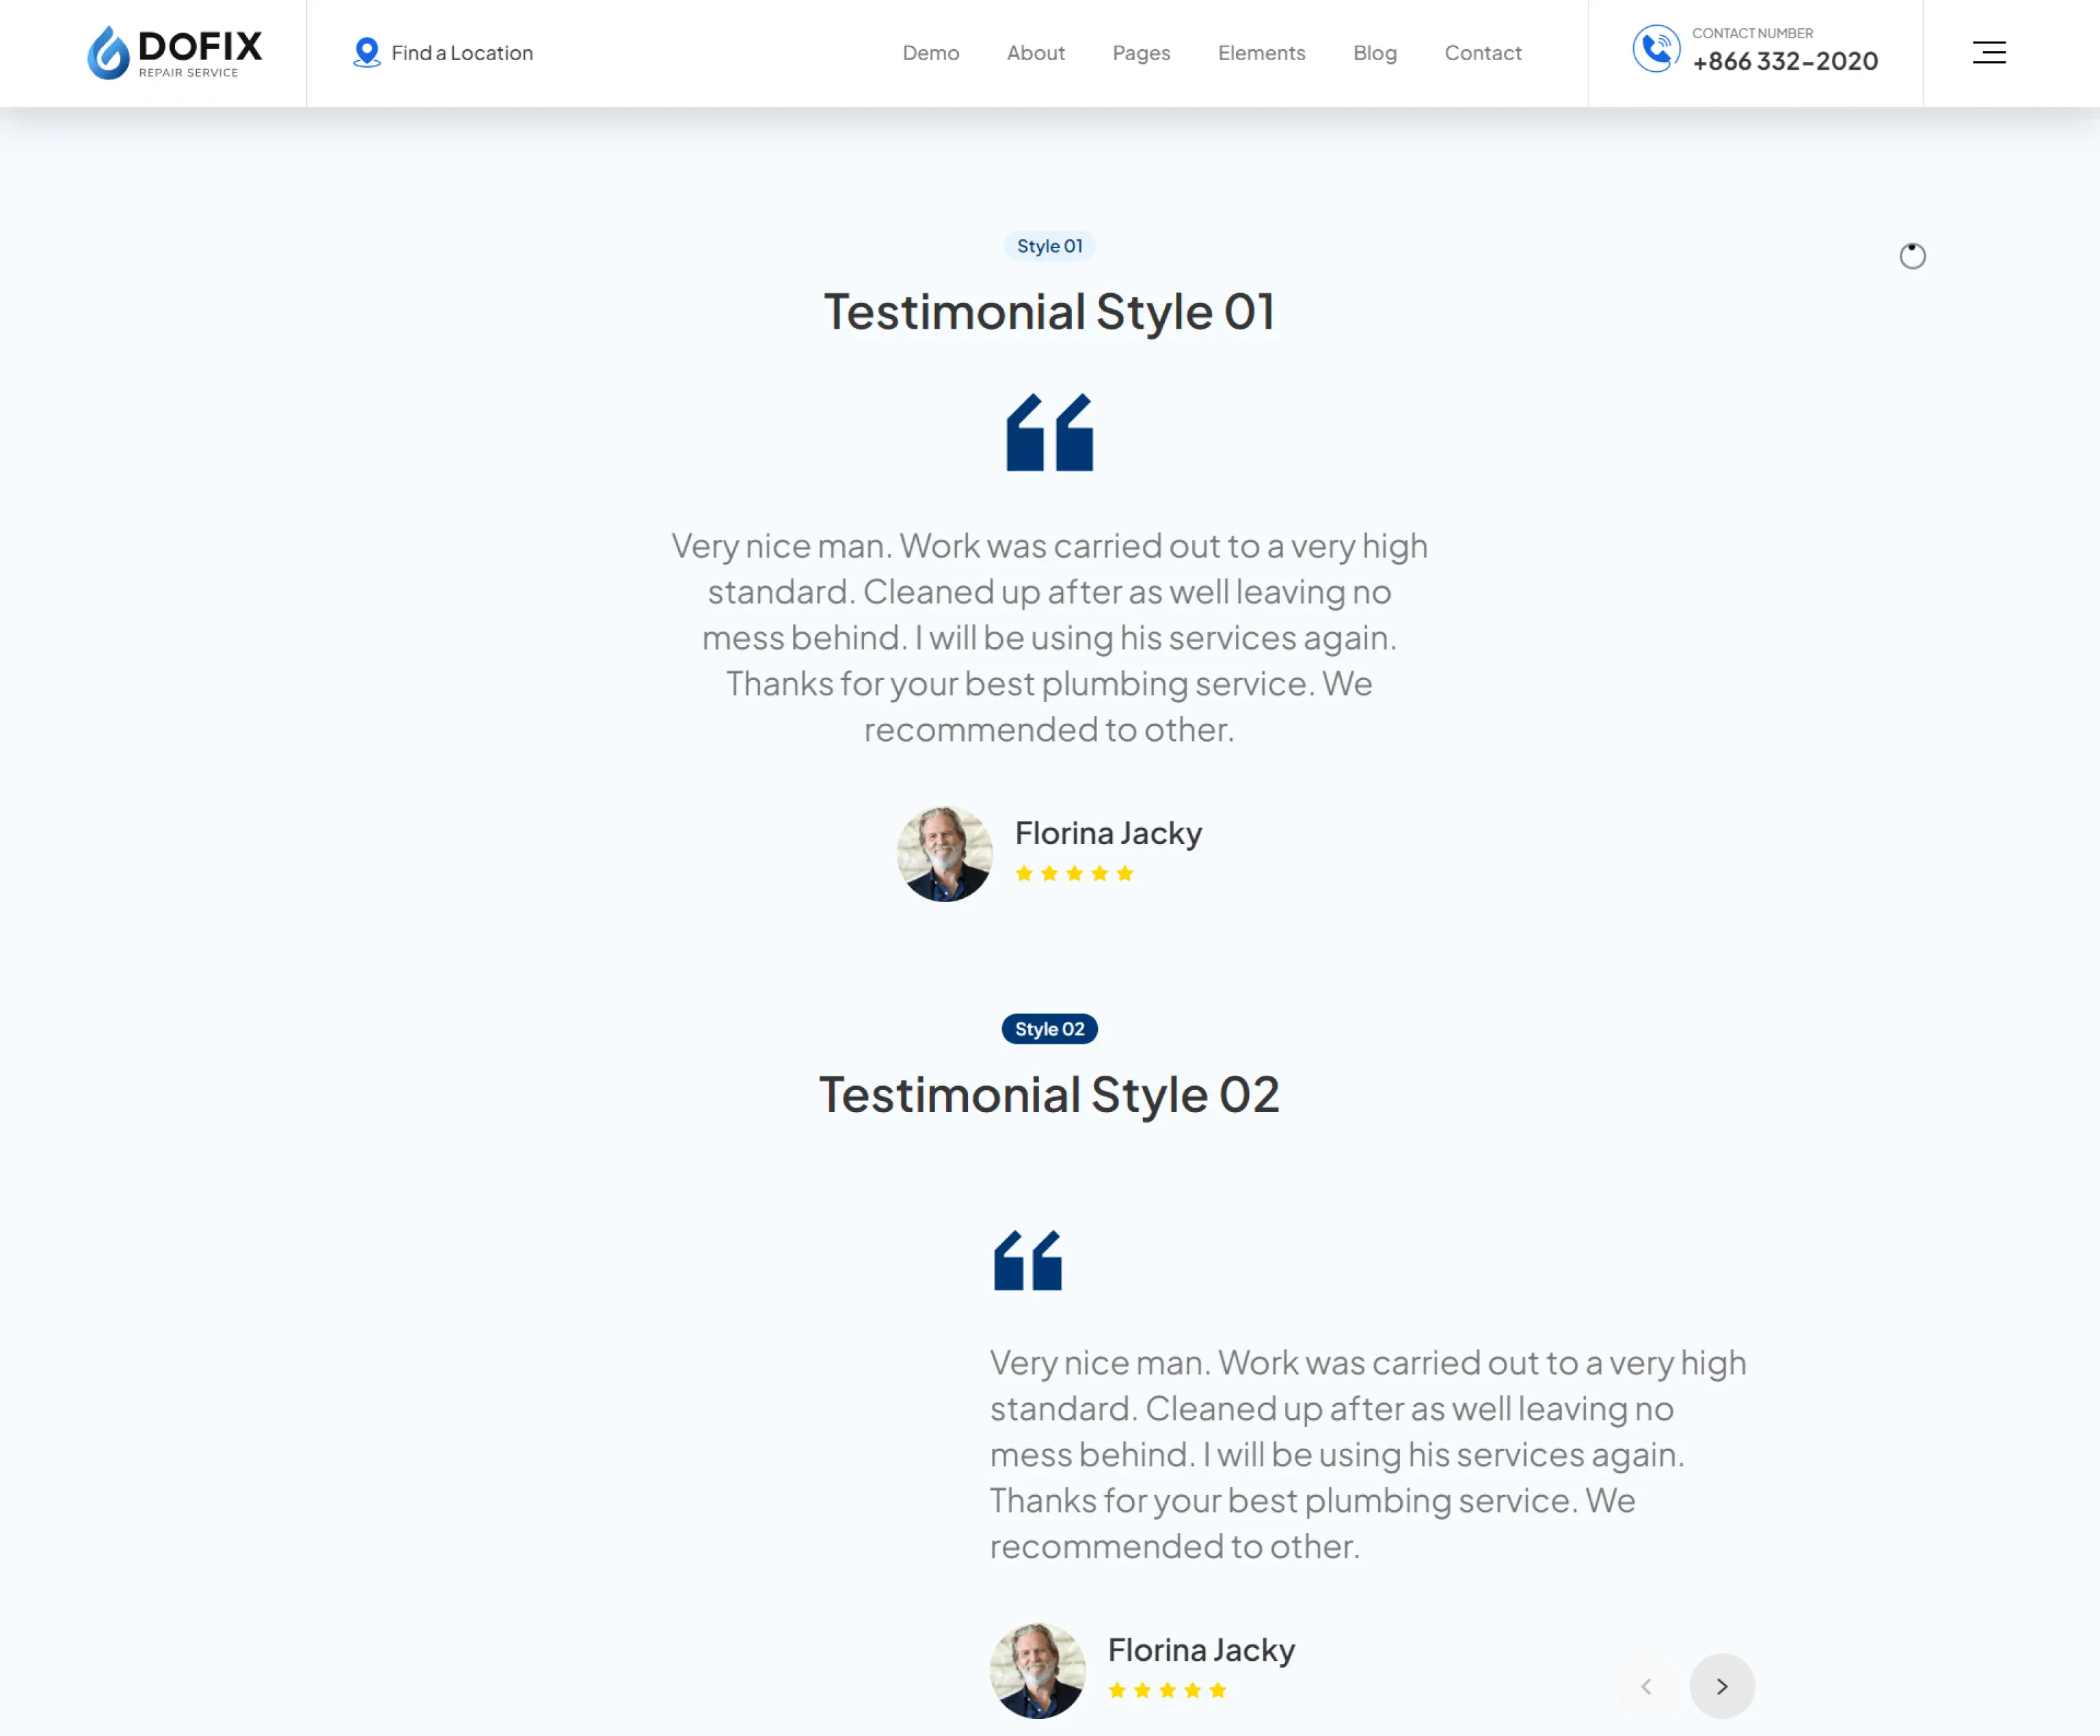 DOFIX
REPAIR SERVICE
Find a Location
Demo
About
Pages
Elements
Blog
Contact
CONTACT NUMBER
+866 332-2020
Style 01
Testimonial Style 01
Very nice man. Work was carried out to a very high
standard. Cleaned up after as well leaving no
mess behind. I will be using his services again.
Thanks for your best plumbing service. We
recommended to other.
Florina Jacky
Style 02
Testimonial Style 02
Very nice man. Work was carried out to a very high
standard. Cleaned up after as well leaving no
mess behind. I will be using his services again.
Thanks for your best plumbing service. We
recommended to other.
Florina Jacky